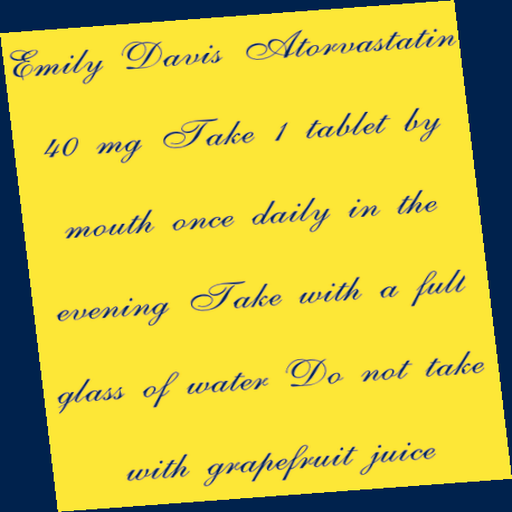 Emily Davis Atorvastatin
40 mg Take 1 tablet by
mouth once daily in the
evening Take with a full
glass of water Do not take
with grapefruit juice